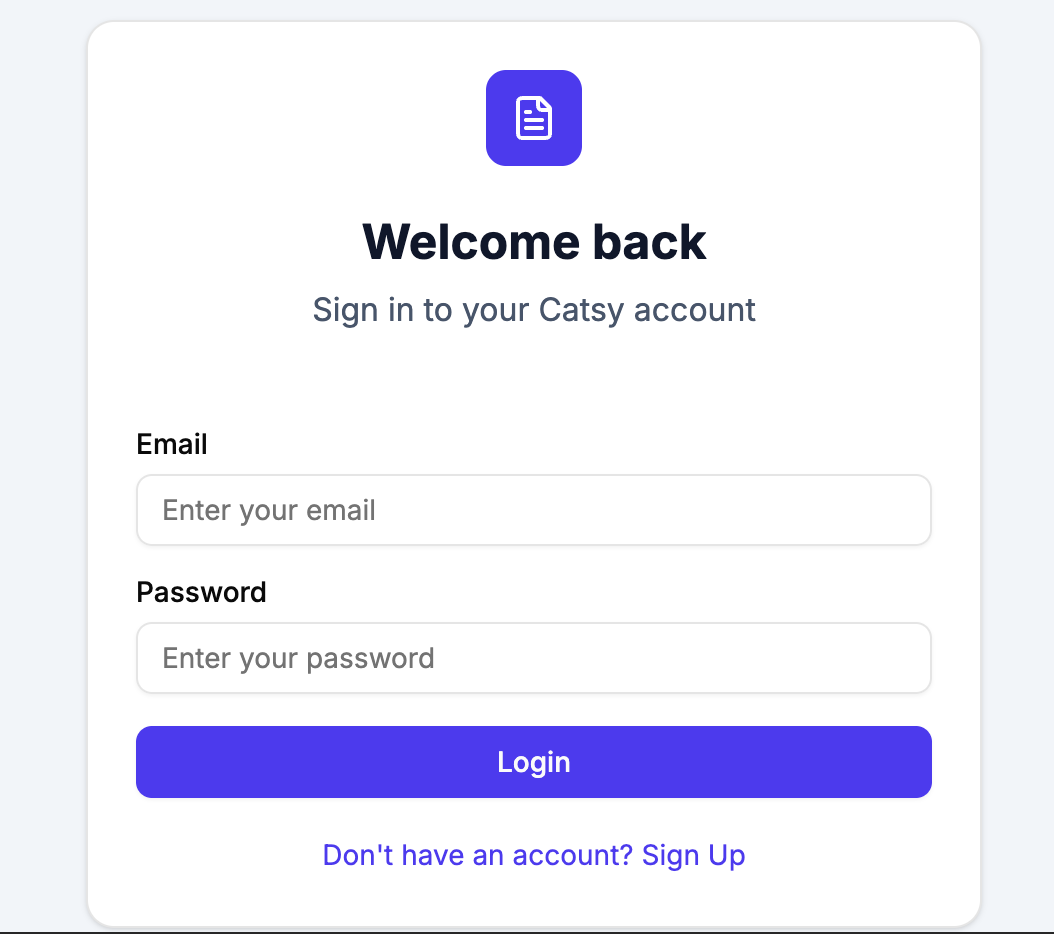 Welcome back
Sign in to your Catsy account
Email
Enter your email
Password
Enter your password
Login
Don't have an account? Sign Up